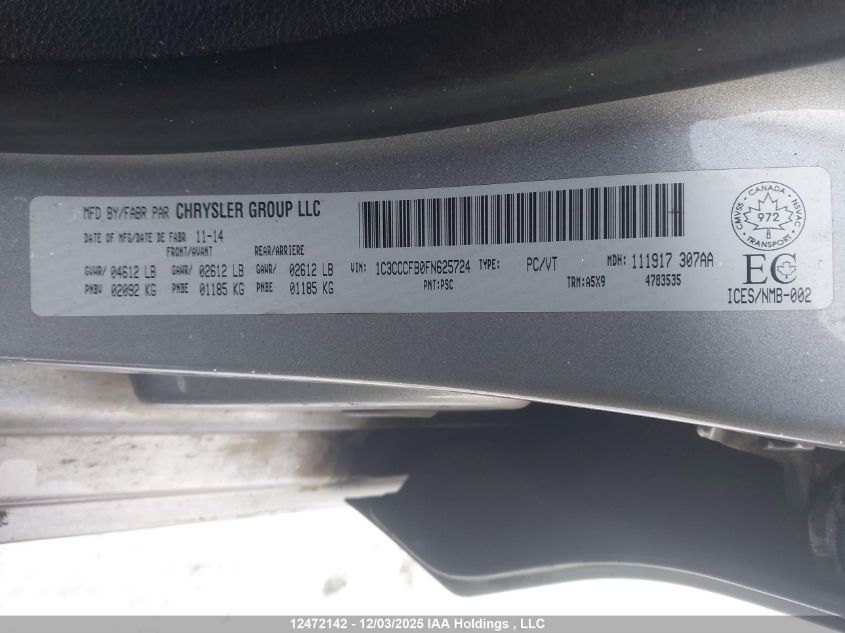 MFD BY/FABR PAR CHRYSLER GROUP LLC
DATE OF MFG/DATE DE FABR 11-14
FRONT/AVANT REAR/ARRIERE
GVWR/ 04612 LB GAWR/ 02612 LB GAWR/ 02612 LB
PNBV 02092 KG PNBE 01185 KG PNBE 01185 KG
VIN: 1C3CCCFB0FN625724 TYPE: PC/VT MDH: 111917 307AA
PNT:PSC TRM:A5X9 4783535
CMVSS CANADA NSVAC
972
TRANSPORT
EC
ICES/NMB-002
12472142 - 12/03/2025 IAA Holdings , LLC